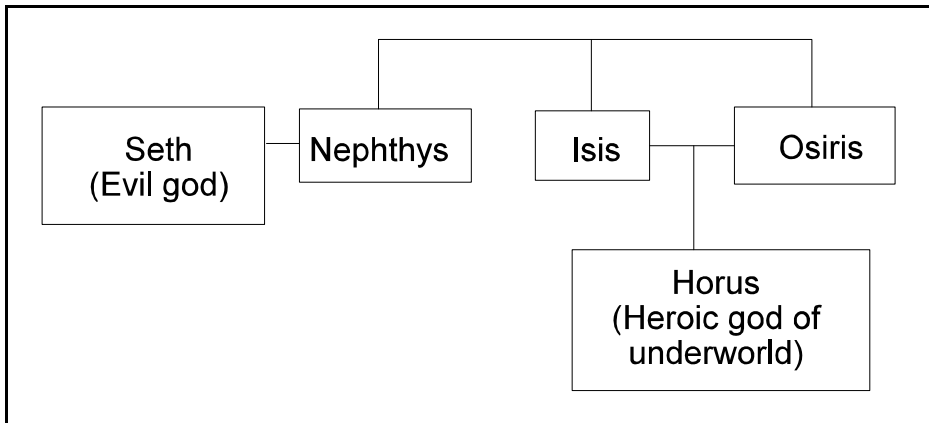 Seth
(Evil god)
Nephthys
Isis
Osiris
Horus
(Heroic god of
underworld)